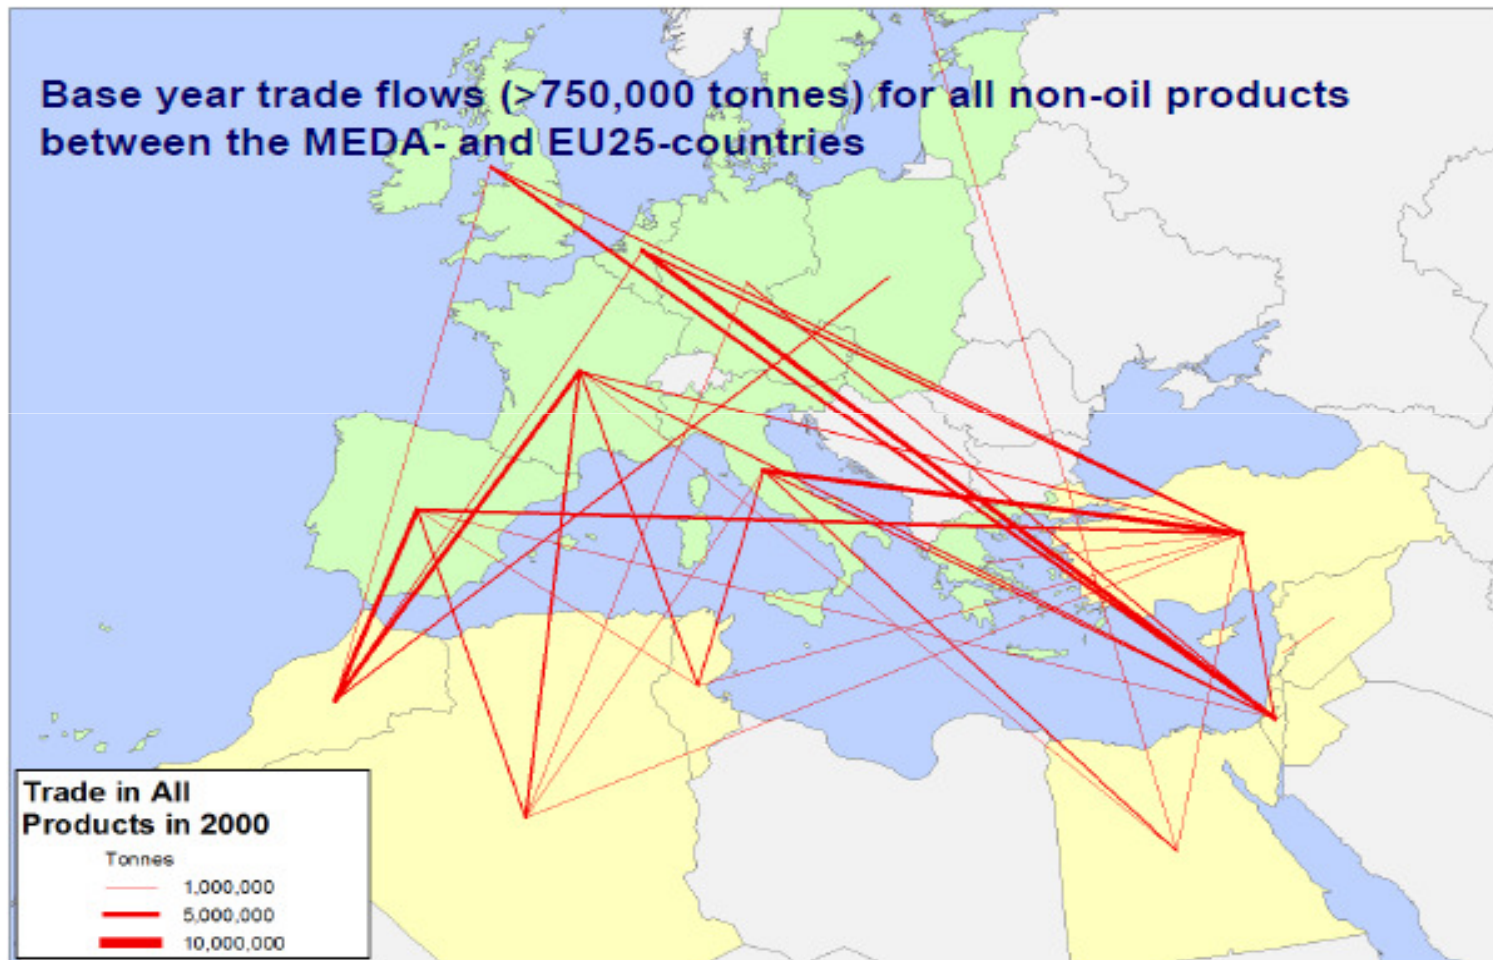 Base year trade flows (>750,000 tonnes) for all non-oil products
between the MEDA- and EU25-countries
Trade in All
Products in 2000
Tonnes
1,000,000
5,000,000
10,000,000